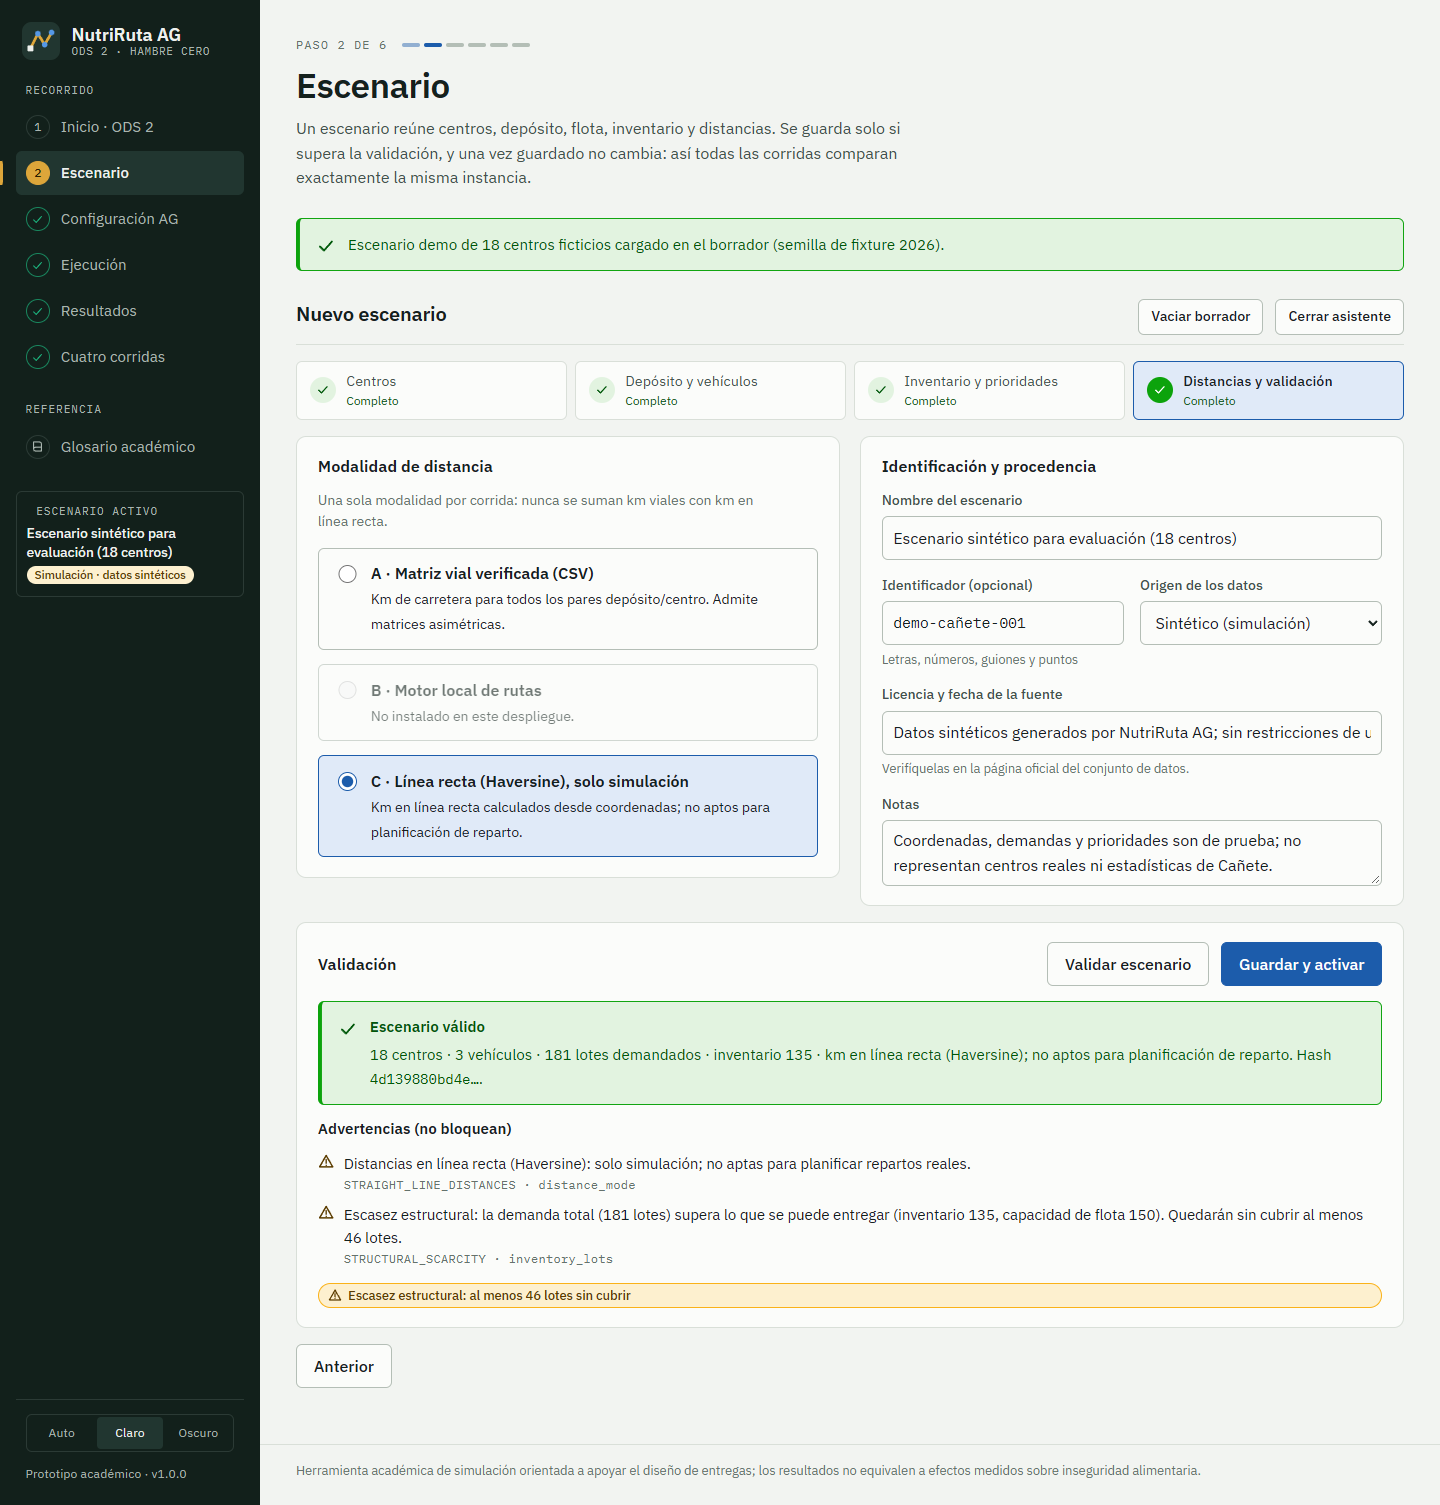 NutriRuta AG
ODS 2 · HAMBRE CERO
RECORRIDO
1 Inicio · ODS 2
2 Escenario
Configuración AG
Ejecución
Resultados
Cuatro corridas
REFERENCIA
Glosario académico
ESCENARIO ACTIVO
Escenario sintético para
evaluación (18 centros)
Simulación · datos sintéticos
Auto Claro Oscuro
Prototipo académico · v1.0.0
PASO 2 DE 6
Escenario
Un escenario reúne centros, depósito, flota, inventario y distancias. Se guarda solo si
supera la validación, y una vez guardado no cambia: así todas las corridas comparan
exactamente la misma instancia.
Escenario demo de 18 centros ficticios cargado en el borrador (semilla de fixture 2026).
Nuevo escenario
Vaciar borrador
Cerrar asistente
Centros
Completo
Depósito y vehículos
Completo
Inventario y prioridades
Completo
Distancias y validación
Completo
Modalidad de distancia
Una sola modalidad por corrida: nunca se suman km viales con km en
línea recta.
A · Matriz vial verificada (CSV)
Km de carretera para todos los pares depósito/centro. Admite
matrices asimétricas.
B · Motor local de rutas
No instalado en este despliegue.
C · Línea recta (Haversine), solo simulación
Km en línea recta calculados desde coordenadas; no aptos para
planificación de reparto.
Identificación y procedencia
Nombre del escenario
Escenario sintético para evaluación (18 centros)
Identificador (opcional)
demo-cañete-001
Letras, números, guiones y puntos
Origen de los datos
Sintético (simulación)
Licencia y fecha de la fuente
Datos sintéticos generados por NutriRuta AG; sin restricciones de u
Verifíquelas en la página oficial del conjunto de datos.
Notas
Coordenadas, demandas y prioridades son de prueba; no
representan centros reales ni estadísticas de Cañete.
Validación
Validar escenario
Guardar y activar
Escenario válido
18 centros · 3 vehículos · 181 lotes demandados · inventario 135 · km en línea recta (Haversine); no aptos para planificación de reparto. Hash
4d139880bd4e….
Advertencias (no bloquean)
Distancias en línea recta (Haversine): solo simulación; no aptas para planificar repartos reales.
STRAIGHT_LINE_DISTANCES · distance_mode
Escasez estructural: la demanda total (181 lotes) supera lo que se puede entregar (inventario 135, capacidad de flota 150). Quedarán sin cubrir al menos
46 lotes.
STRUCTURAL_SCARCITY · inventory_lots
Escasez estructural: al menos 46 lotes sin cubrir
Anterior
Herramienta académica de simulación orientada a apoyar el diseño de entregas; los resultados no equivalen a efectos medidos sobre inseguridad alimentaria.